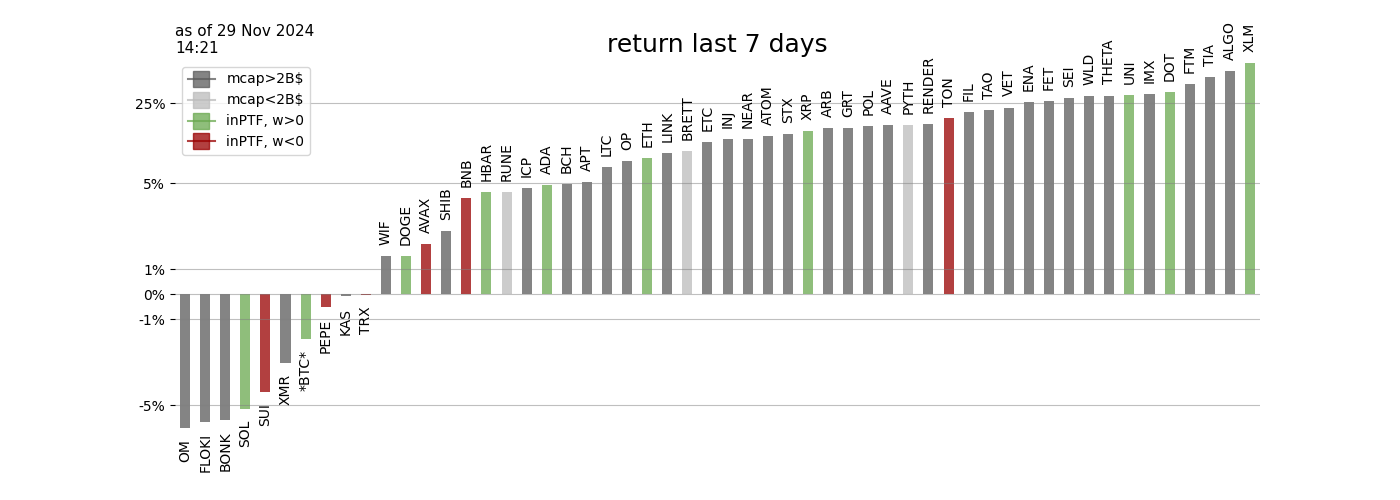 as of 29 Nov 2024
14:21
return last 7 days
mcap>2B$
mcap<2B$
inPTF, w>0
inPTF, w<0
25%
5%
1%
0%
-1%
-5%
OM
FLOKI
BONK
SOL
SUI
XMR
*BTC*
PEPE
KAS
TRX
WIF
DOGE
AVAX
SHIB
BNB
HBAR
RUNE
ICP
ADA
BCH
APT
LTC
OP
ETH
LINK
BRETT
ETC
INJ
NEAR
ATOM
STX
XRP
ARB
GRT
POL
AAVE
PYTH
RENDER
TON
FIL
TAO
VET
ENA
FET
SEI
WLD
THETA
UNI
IMX
DOT
FTM
TIA
ALGO
XLM